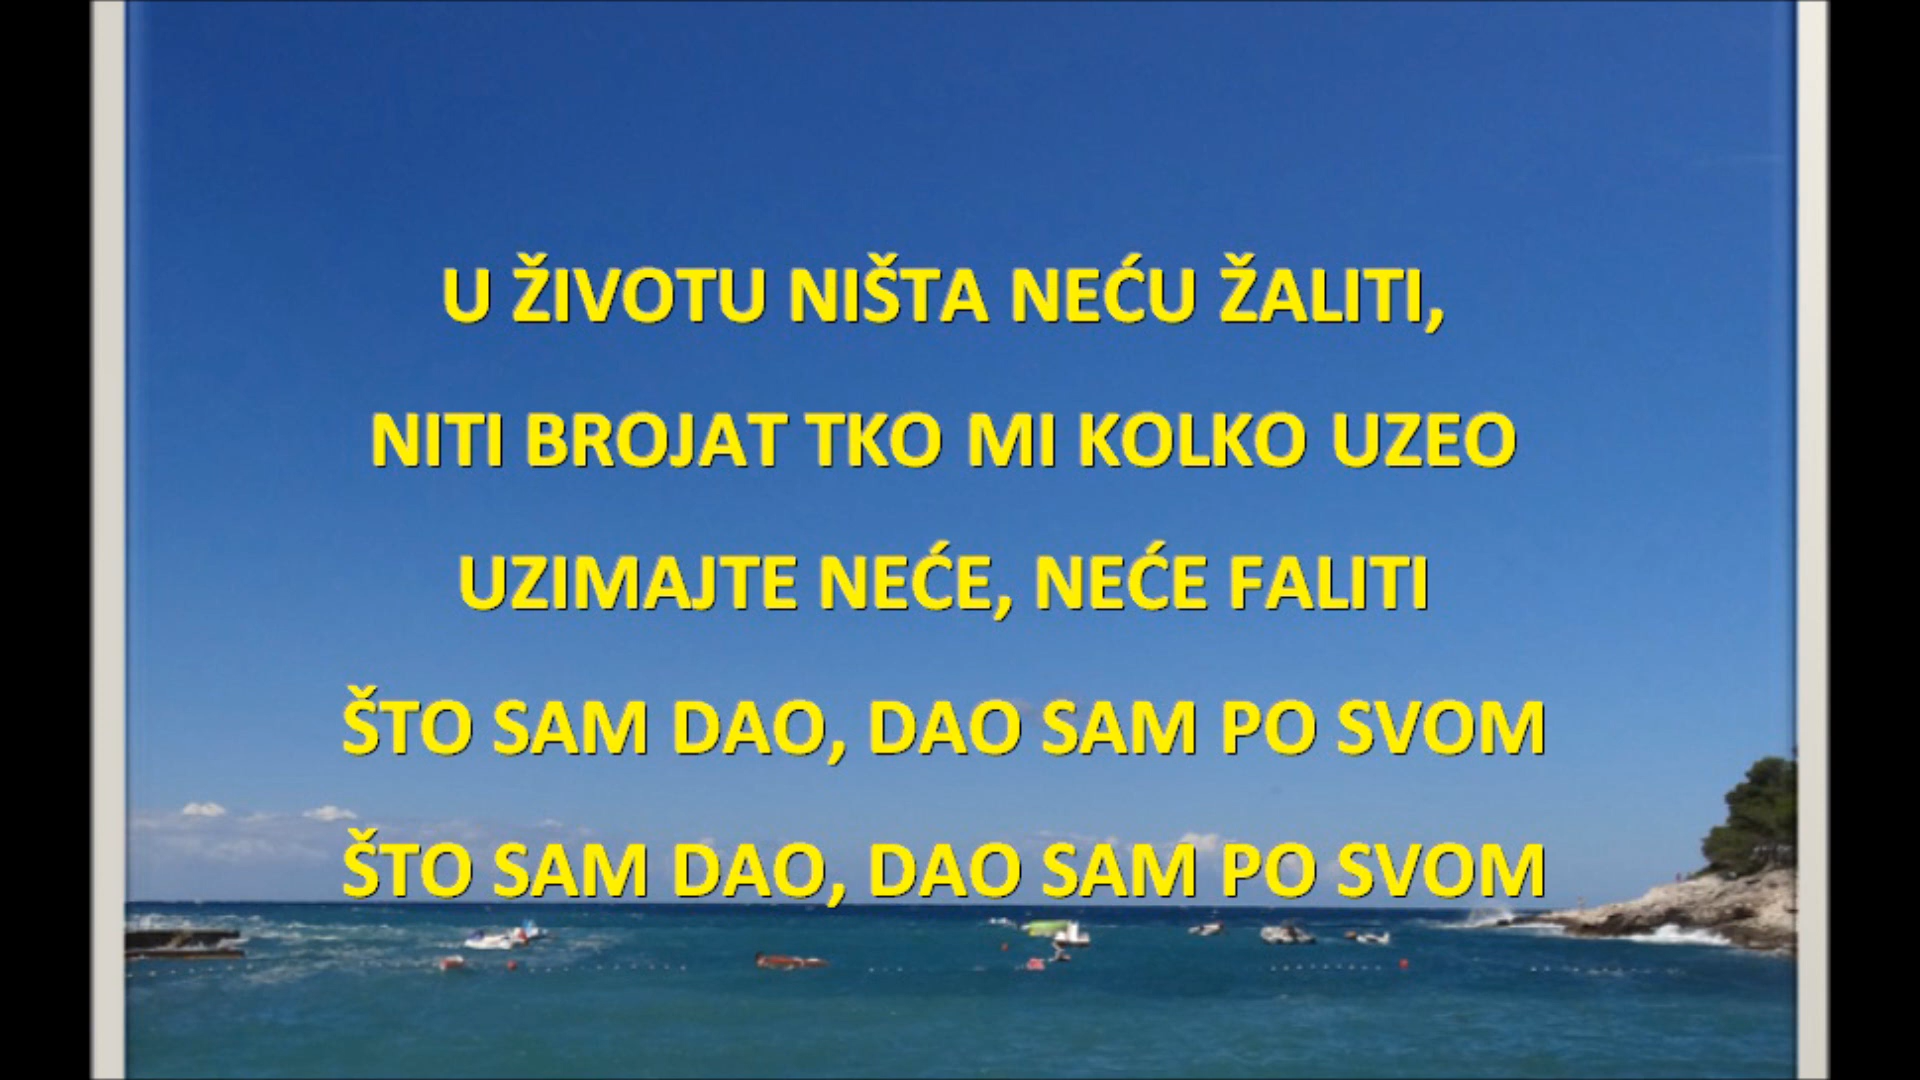 U ŽIVOTU NIŠTA NEĆU ŽALITI,
NITI BROJAT TKO MI KOLKO UZEO
UZIMAJTE NEĆE, NEĆE FALITI
ŠTO SAM DAO, DAO SAM PO SVOM
ŠTO SAM DAO, DAO SAM PO SVOM